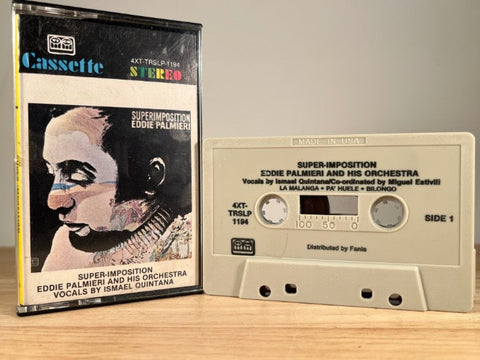 Cassette
4XT-TRSLP-1194
STEREO
SUPERIMPOSITION
EDDIE PALMIERI
SUPER-IMPOSITION
EDDIE PALMIERI AND HIS ORCHESTRA
VOCALS BY ISMAEL QUINTANA
MADE IN USA
SUPER-IMPOSITION
EDDIE PALMIERI AND HIS ORCHESTRA
Vocals by Ismael Quintana/Co-ordinated by Miguel Estivill
LA MALANGA • PA' HUELE • BILONGO
4XT-
TRSLP
1194
SIDE 1
100 50 0
Distributed by Fania